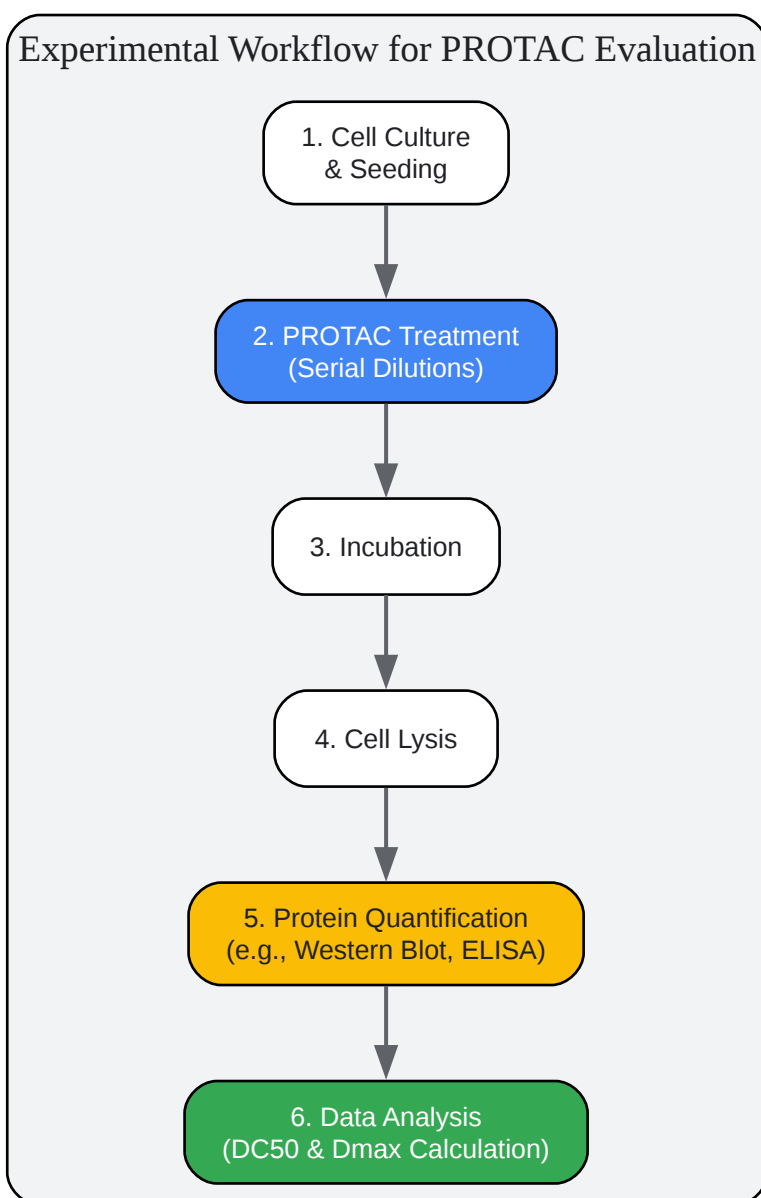 Experimental Workflow for PROTAC Evaluation
1. Cell Culture
& Seeding
2. PROTAC Treatment
(Serial Dilutions)
3. Incubation
4. Cell Lysis
5. Protein Quantification
(e.g., Western Blot, ELISA)
6. Data Analysis
(DC50 & Dmax Calculation)